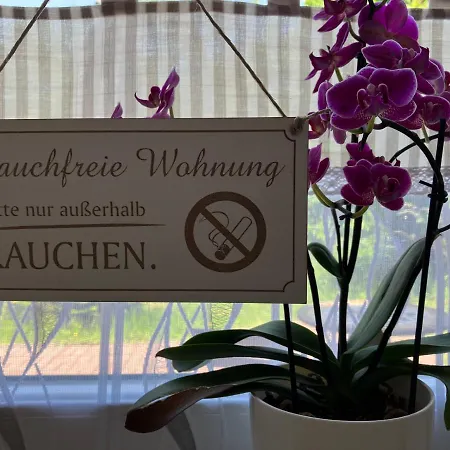 auchfreie Wohnung
tte nur außerhalb
AUCHEN.